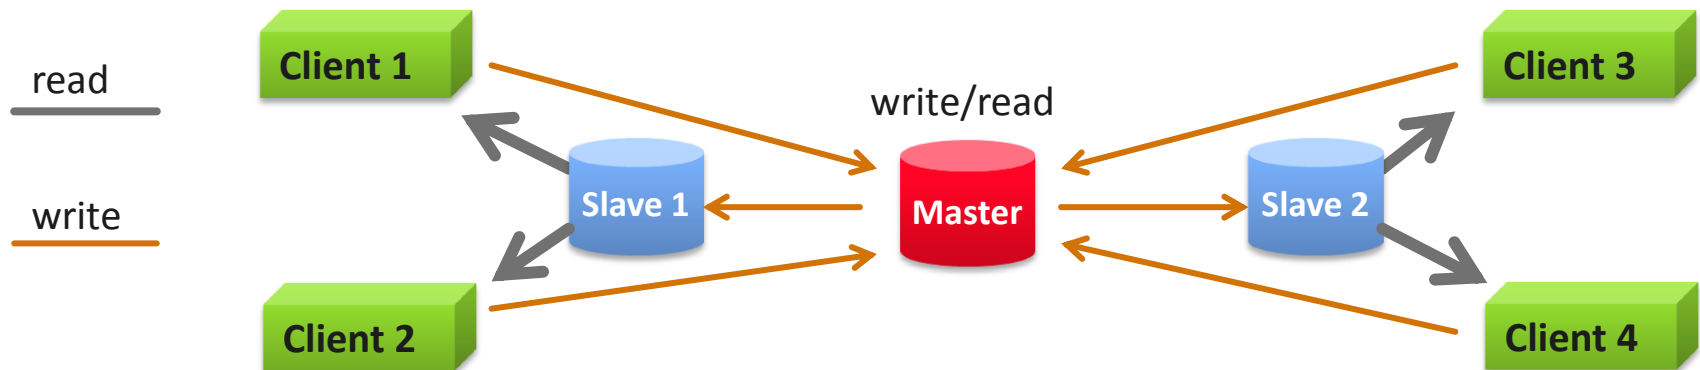 read
write
Client 1
Client 2
Slave 1
write/read
Master
Slave 2
Client 3
Client 4